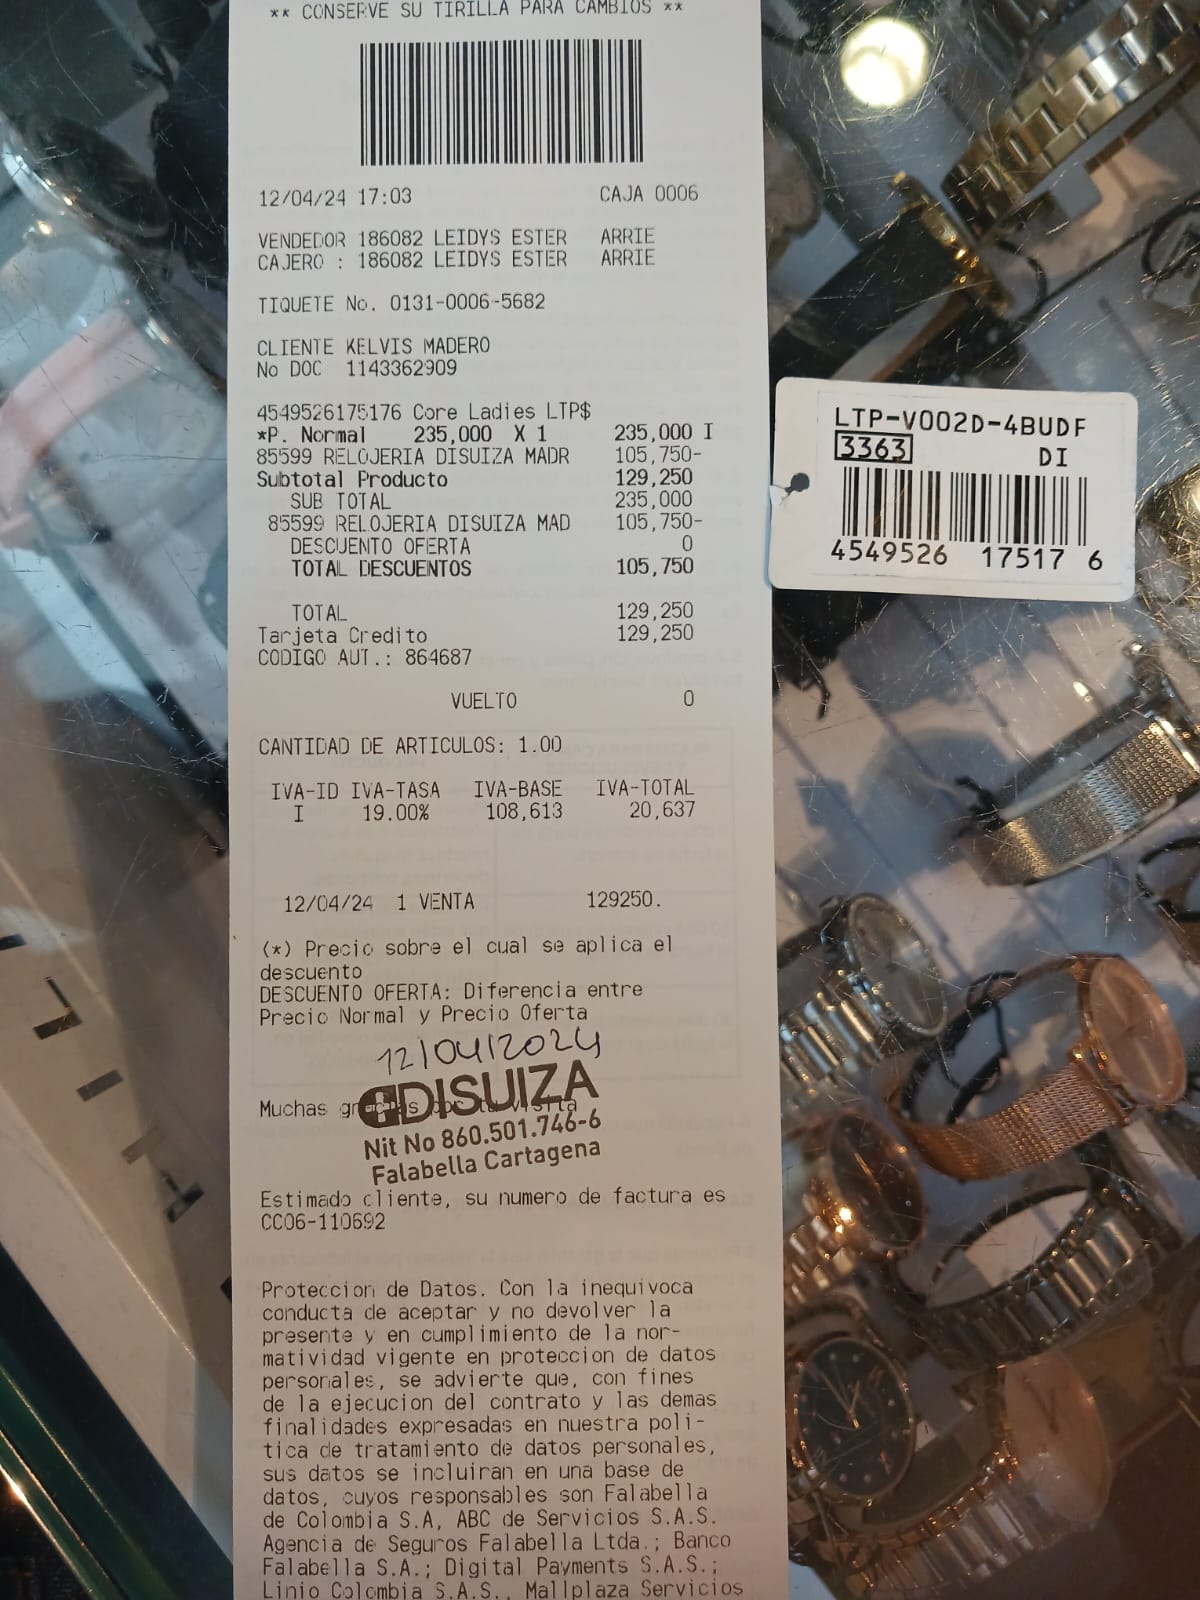 ** CONSERVE SU TIRILLA PARA CAMBIOS **
12/04/24 17:03 CAJA 0006
VENDEDOR 186082 LEIDYS ESTER ARRIE
CAJERO : 186082 LEIDYS ESTER ARRIE
TIQUETE No. 0131-0006-5682
CLIENTE KELVIS MADERO
No DOC 1143362909
4549526175176 Core Ladies LTP$
*P. Normal 235,000 X 1 235,000 I
85599 RELOJERIA DISUIZA MADR 105,750-
Subtotal Producto 129,250
SUB TOTAL 235,000
85599 RELOJERIA DISUIZA MAD 105,750-
DESCUENTO OFERTA 0
TOTAL DESCUENTOS 105,750
TOTAL 129,250
Tarjeta Credito 129,250
CODIGO AUT.: 864687
VUELTO 0
CANTIDAD DE ARTICULOS: 1.00
IVA-ID IVA-TASA IVA-BASE IVA-TOTAL
I 19.00% 108,613 20,637
12/04/24 1 VENTA 129250.
(*) Precio sobre el cual se aplica el
descuento
DESCUENTO OFERTA: Diferencia entre
Precio Normal y Precio Oferta
12/04/2024
DISUIZA
Muchas gracias por tu visita
Nit No 860.501.746-6
Falabella Cartagena
Estimado cliente, su numero de factura es
CC06-110692
Proteccion de Datos. Con la inequivoca
conducta de aceptar y no devolver la
presente y en cumplimiento de la nor-
matividad vigente en proteccion de datos
personales, se advierte que, con fines
de la ejecucion del contrato y las demas
finalidades expresadas en nuestra poli-
tica de tratamiento de datos personales,
sus datos se incluiran en una base de
datos, cuyos responsables son Falabella
de Colombia S.A, ABC de Servicios S.A.S.
Agencia de Seguros Falabella Ltda.; Banco
Falabella S.A.; Digital Payments S.A.S.;
Linio Colombia S.A.S., Mallplaza Servicios
LTP-V002D-4BUDF
3363 DI
4549526 17517 6